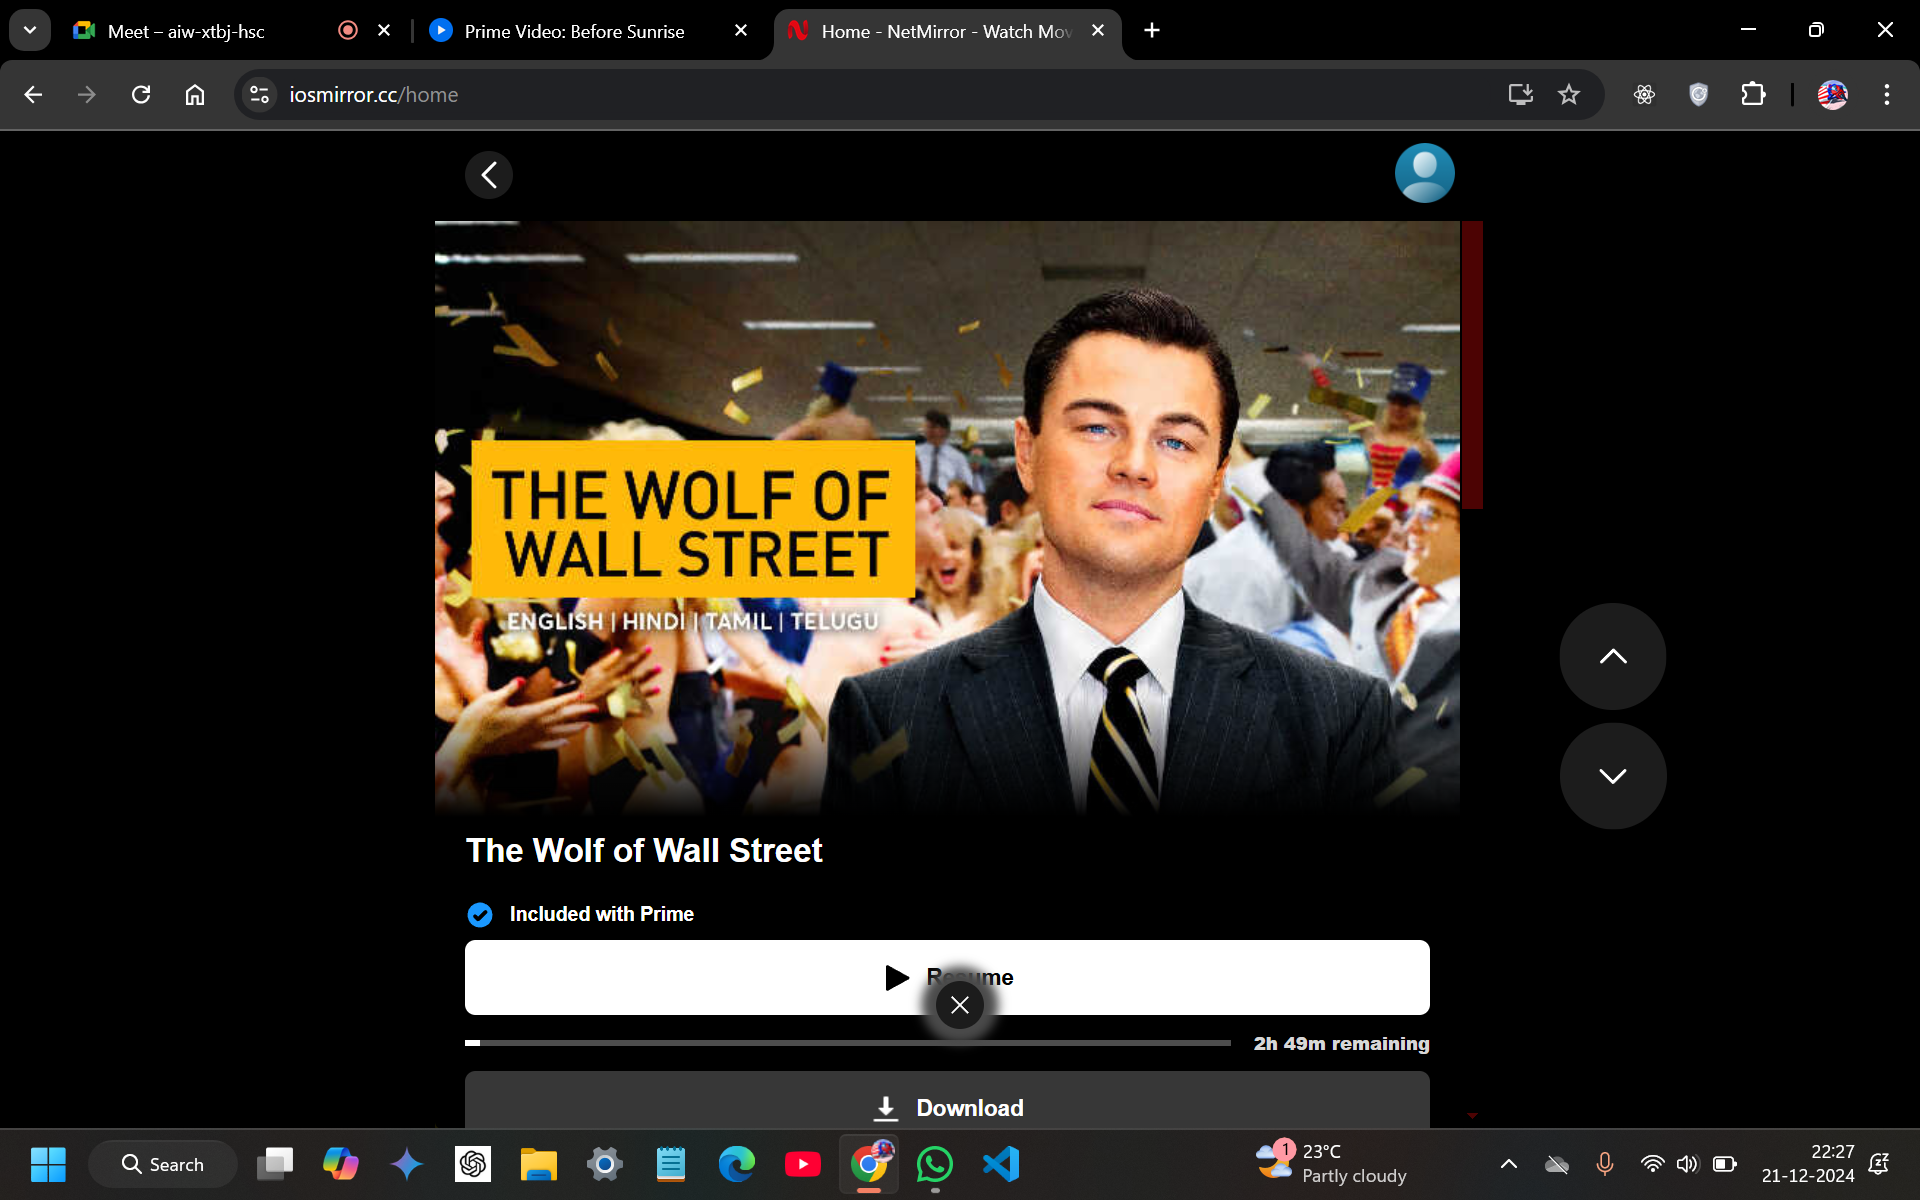 Meet – aiw-xtbj-hsc
Prime Video: Before Sunrise
Home - NetMirror - Watch Mov
iosmirror.cc/home
THE WOLF OF
WALL STREET
ENGLISH | HINDI | TAMIL | TELUGU
The Wolf of Wall Street
Included with Prime
Resume
2h 49m remaining
Download
Search
1
23°C
Partly cloudy
22:27
21-12-2024